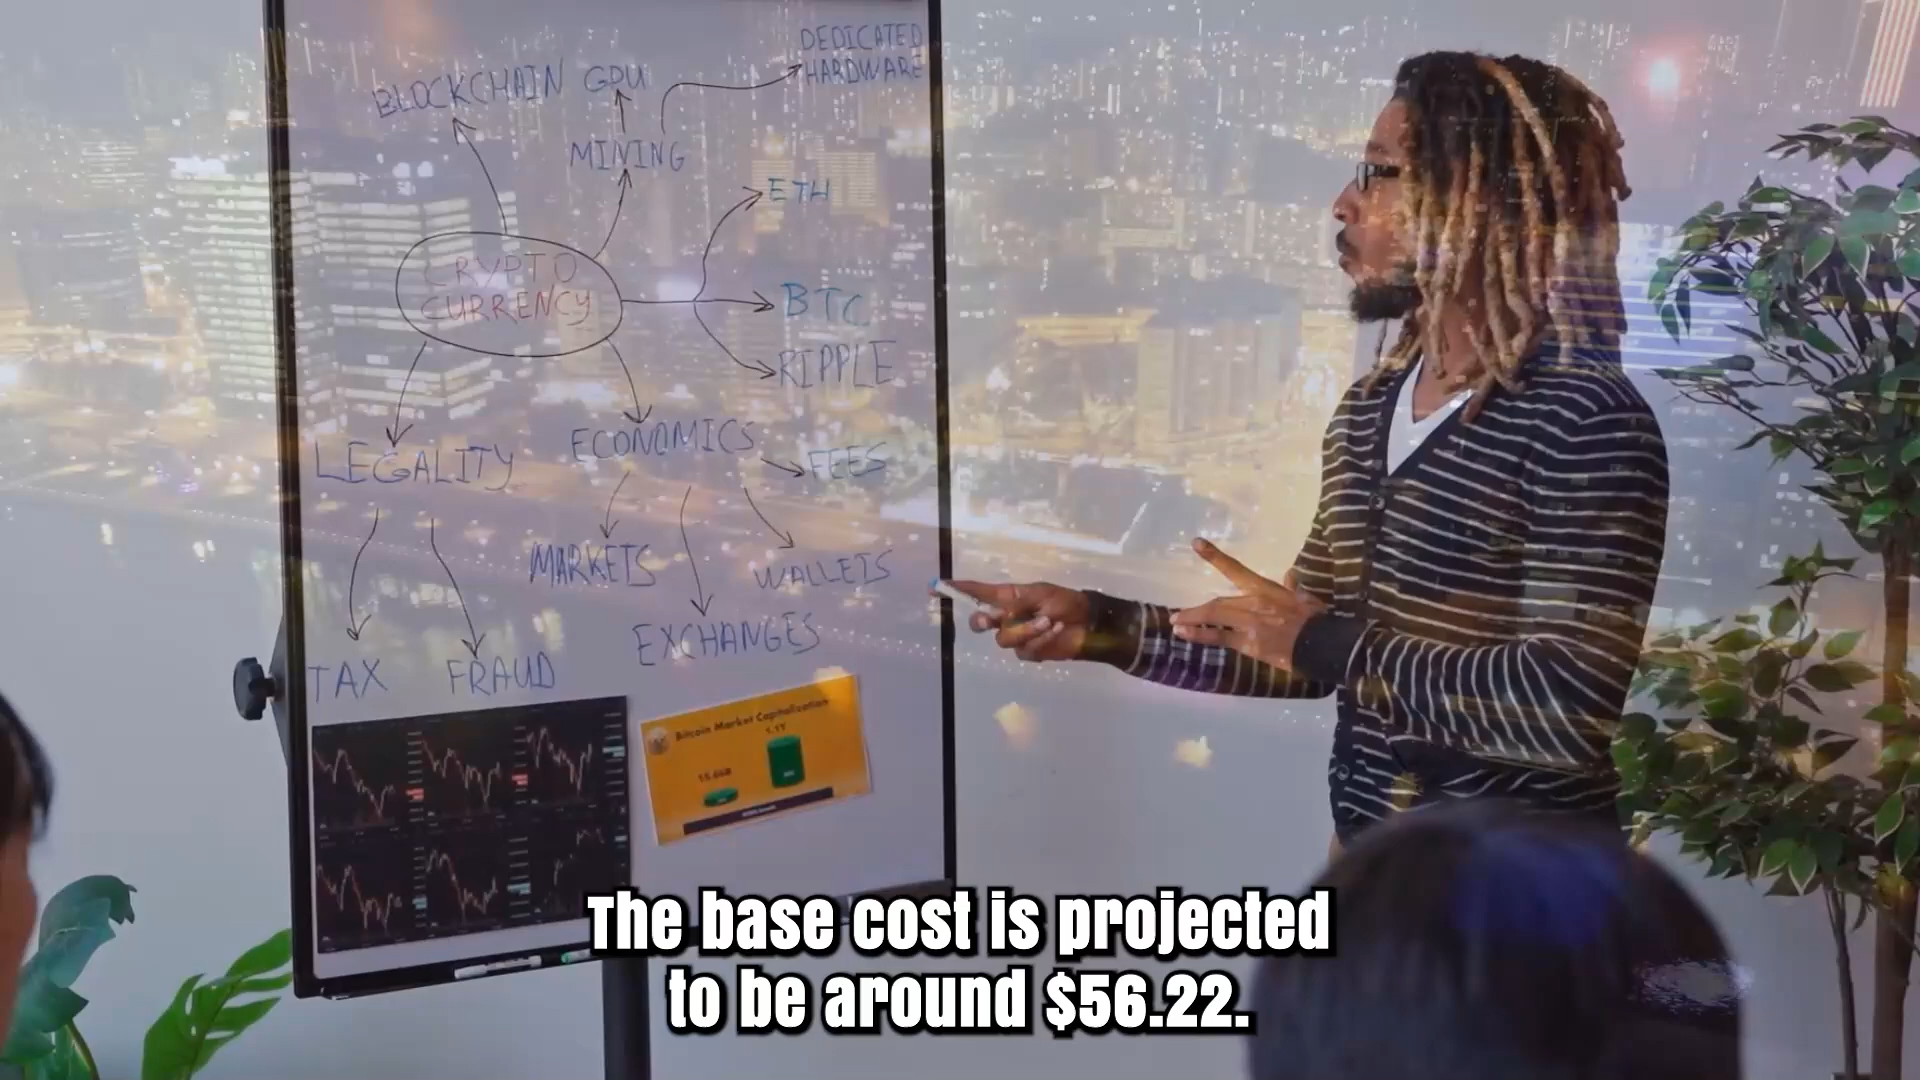 DEDICATED
HARDWARE
BLOCKCHAIN GPU
MINING
ETH
CRYPTO
CURRENCY
BTC
RIPPLE
LEGALITY
ECONOMICS
FEES
MARKETS
WALLETS
EXCHANGES
TAX
FRAUD
Bitcoin Market Capitalization
The base cost is projected
to be around $56.22.